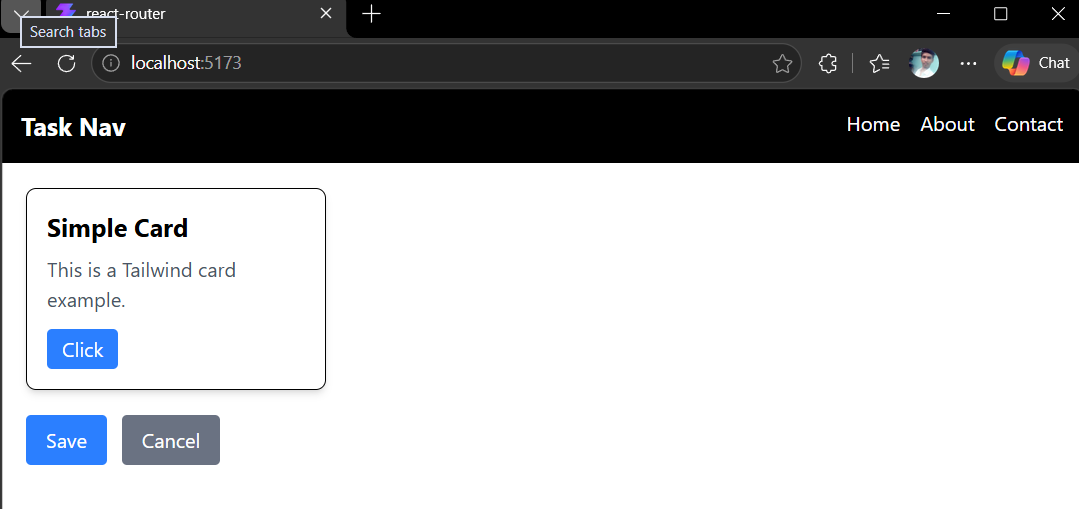 react-router
Search tabs
localhost:5173
Chat
Task Nav
Home About Contact
Simple Card
This is a Tailwind card
example.
Click
Save Cancel